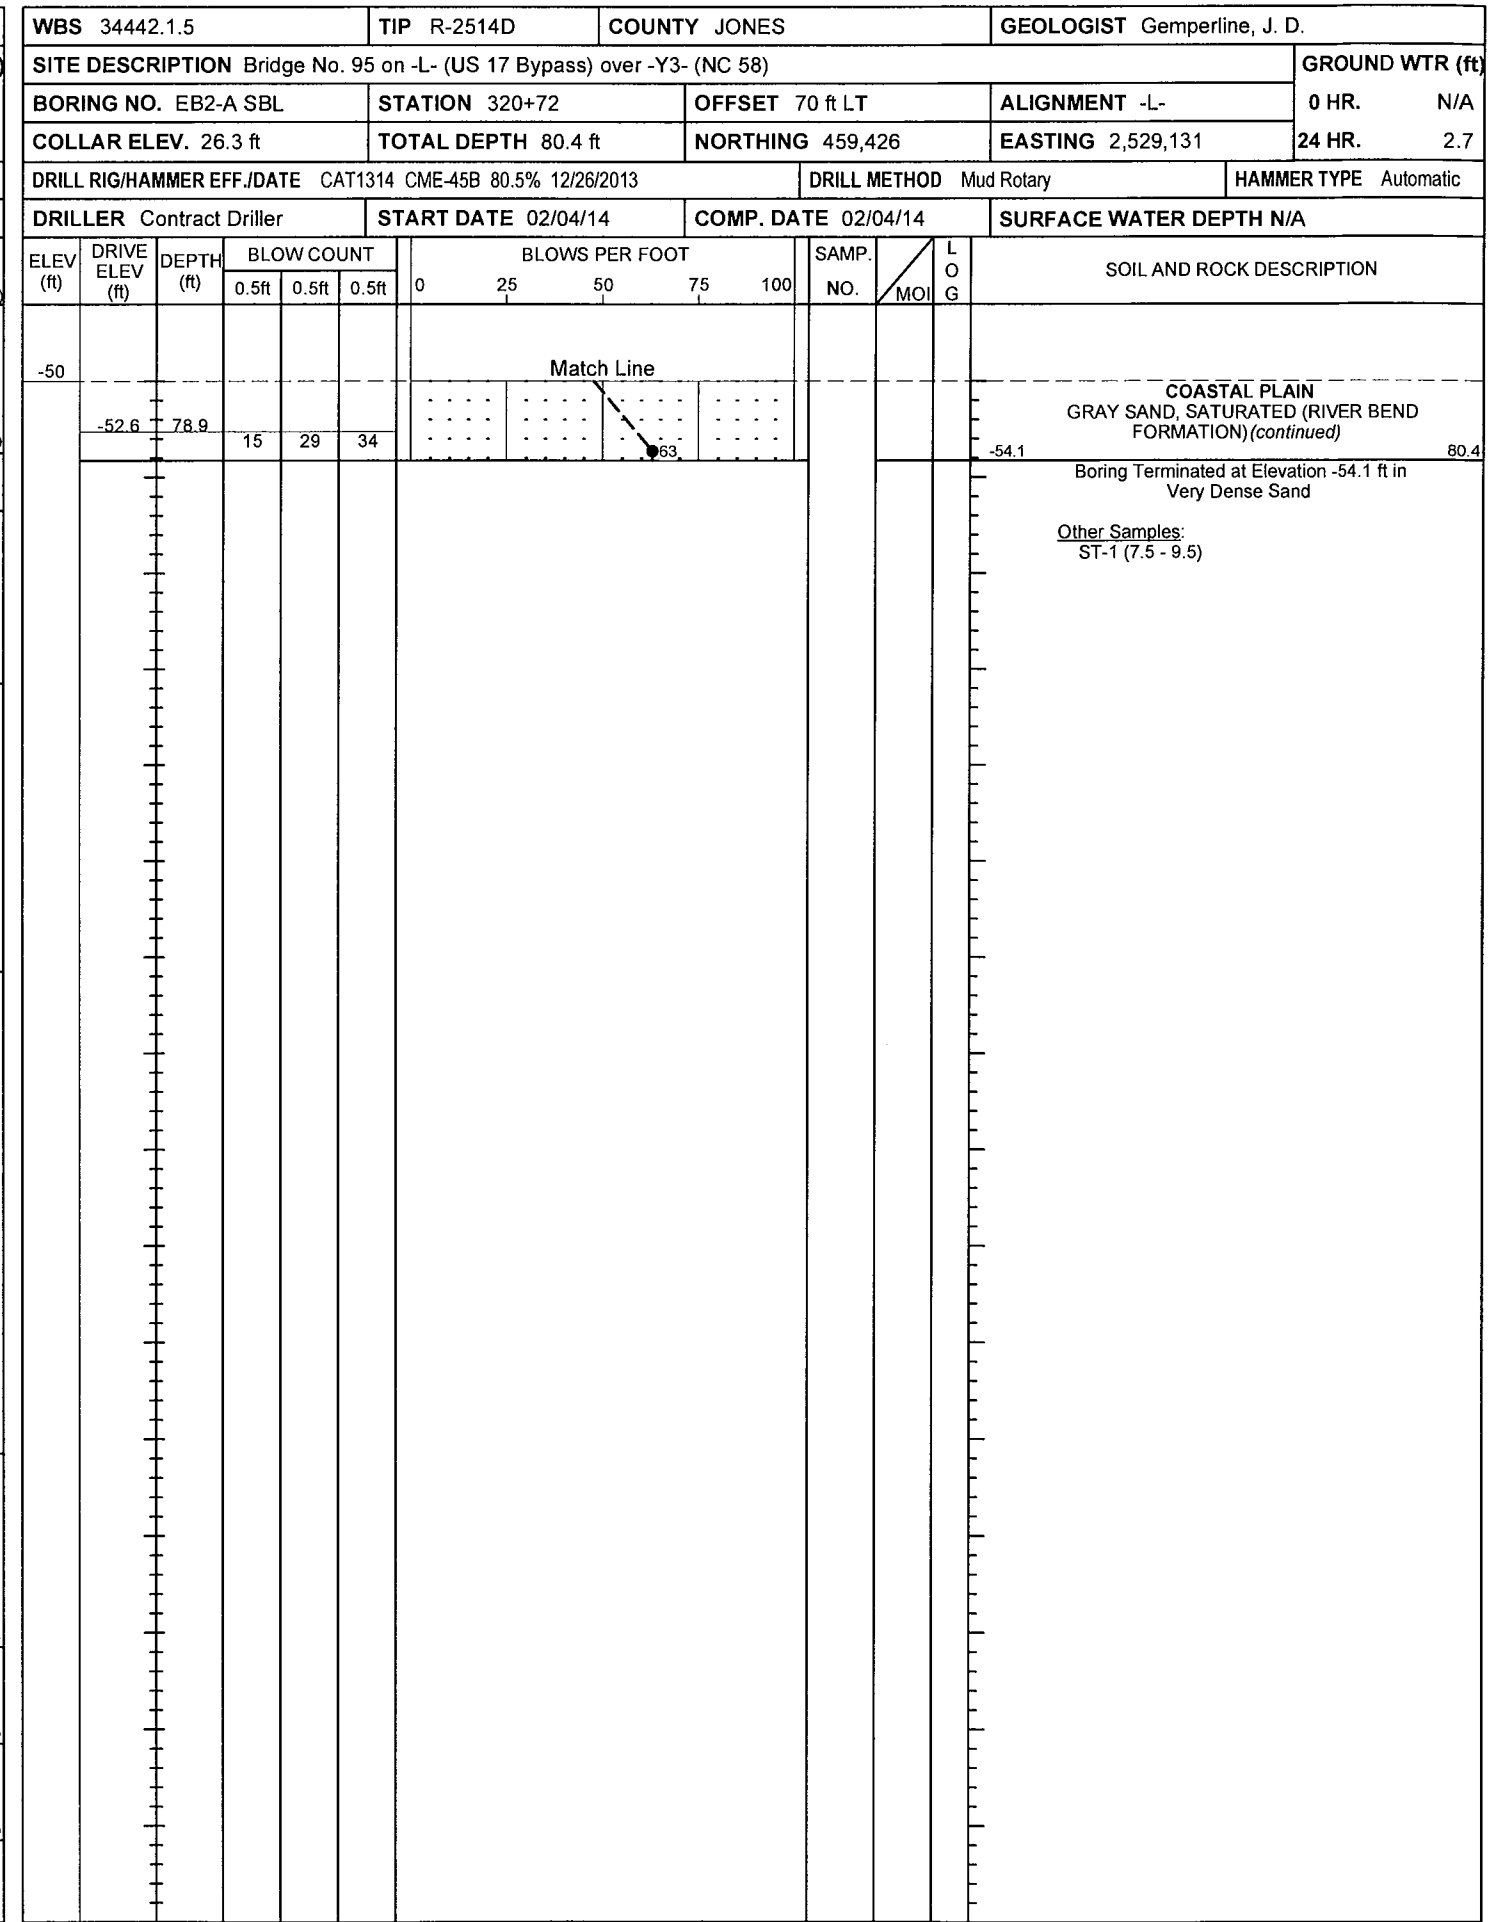 WBS 34442.1.5 TIP R-2514D COUNTY JONES GEOLOGIST Gemperline, J. D.
SITE DESCRIPTION Bridge No. 95 on -L- (US 17 Bypass) over -Y3- (NC 58) GROUND WTR (ft)
BORING NO. EB2-A SBL STATION 320+72 OFFSET 70 ft LT ALIGNMENT -L- 0 HR. N/A
COLLAR ELEV. 26.3 ft TOTAL DEPTH 80.4 ft NORTHING 459,426 EASTING 2,529,131 24 HR. 2.7
DRILL RIG/HAMMER EFF./DATE CAT1314 CME-45B 80.5% 12/26/2013 DRILL METHOD Mud Rotary HAMMER TYPE Automatic
DRILLER Contract Driller START DATE 02/04/14 COMP. DATE 02/04/14 SURFACE WATER DEPTH N/A
ELEV (ft) DRIVE ELEV (ft) DEPTH (ft) BLOW COUNT BLOWS PER FOOT SAMP. NO. MOI LOG SOIL AND ROCK DESCRIPTION
0.5ft 0.5ft 0.5ft 0 25 50 75 100
-50 Match Line
COASTAL PLAIN
GRAY SAND, SATURATED (RIVER BEND
-52.6 78.9 FORMATION) (continued)
15 29 34 63
-54.1 80.4
Boring Terminated at Elevation -54.1 ft in
Very Dense Sand
Other Samples:
ST-1 (7.5 - 9.5)